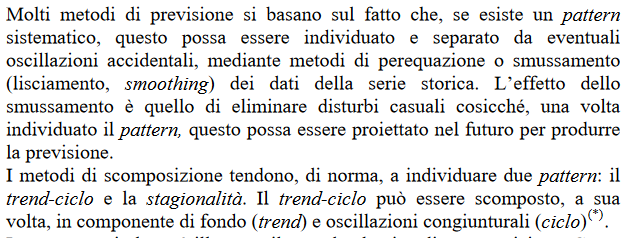 Molti metodi di previsione si basano sul fatto che, se esiste un pattern
sistematico, questo possa essere individuato e separato da eventuali
oscillazioni accidentali, mediante metodi di perequazione o smussamento
(lisciamento, smoothing) dei dati della serie storica. L'effetto dello
smussamento è quello di eliminare disturbi casuali cosicché, una volta
individuato il pattern, questo possa essere proiettato nel futuro per produrre
la previsione.
I metodi di scomposizione tendono, di norma, a individuare due pattern: il
trend-ciclo e la stagionalità. Il trend-ciclo può essere scomposto, a sua
volta, in componente di fondo (trend) e oscillazioni congiunturali (ciclo)(*).